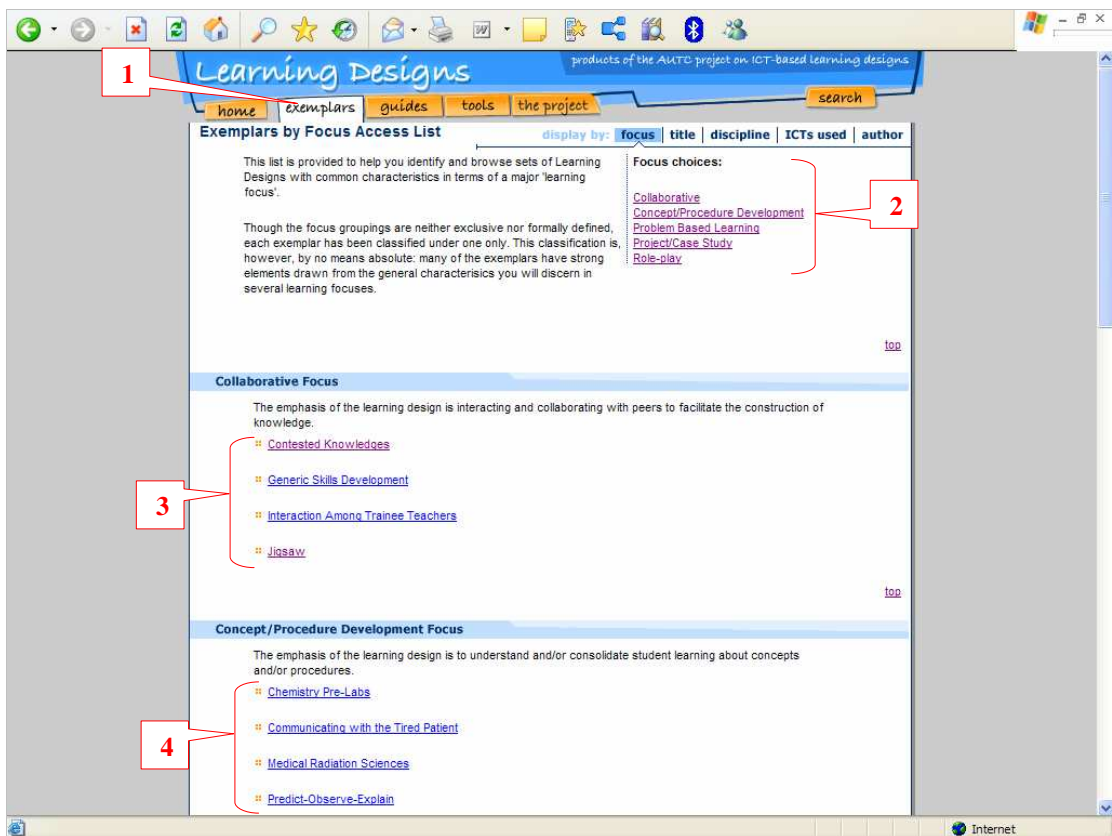 1
Learning Designs
products of the AUTC project on ICT-based learning designs
home exemplars guides tools the project search
Exemplars by Focus Access List
display by: focus title discipline ICTs used author
This list is provided to help you identify and browse sets of Learning
Designs with common characteristics in terms of a major 'learning
focus'.
Though the focus groupings are neither exclusive nor formally defined,
each exemplar has been classified under one only. This classification is,
however, by no means absolute: many of the exemplars have strong
elements drawn from the general characterisics you will discern in
several learning focuses.
Focus choices:
Collaborative
Concept/Procedure Development
Problem Based Learning
Project/Case Study
Role-play
2
top
Collaborative Focus
The emphasis of the learning design is interacting and collaborating with peers to facilitate the construction of
knowledge.
Contested Knowledges
Generic Skills Development
Interaction Among Trainee Teachers
Jigsaw
3
top
Concept/Procedure Development Focus
The emphasis of the learning design is to understand and/or consolidate student learning about concepts
and/or procedures.
Chemistry Pre-Labs
Communicating with the Tired Patient
Medical Radiation Sciences
Predict-Observe-Explain
4
Internet